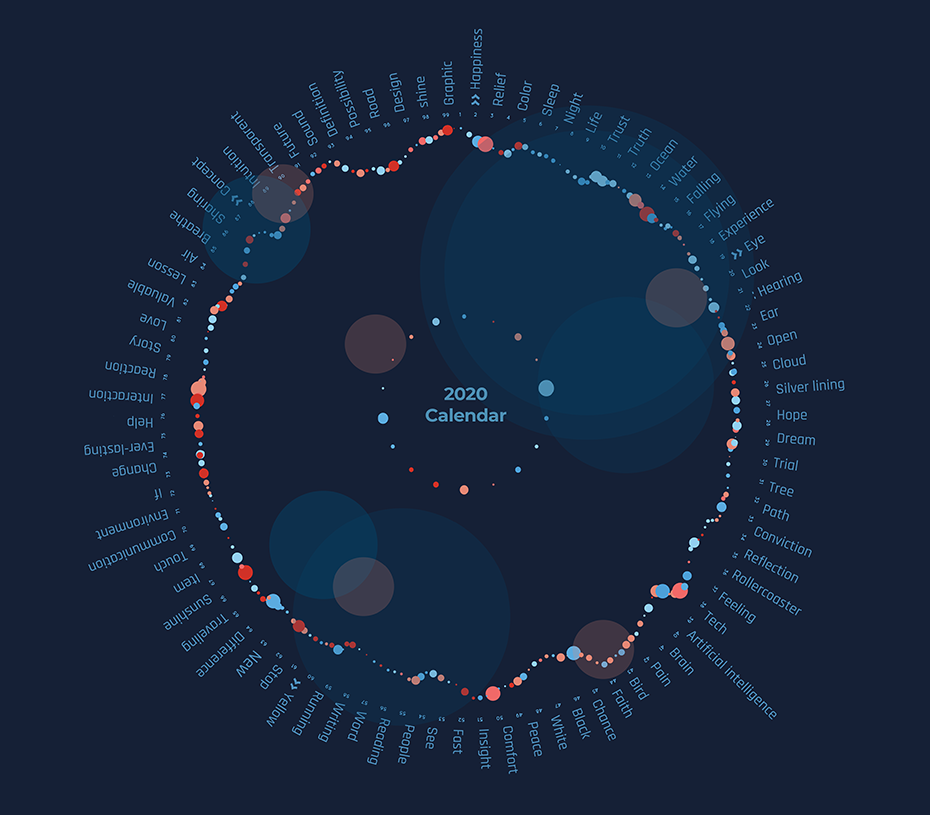 2020
Calendar
Happiness
Relief
Color
Sleep
Night
Life
Trust
Truth
Ocean
Water
Falling
Flying
Experience
Eye
Look
Hearing
Ear
Open
Cloud
Silver lining
Hope
Dream
Trial
Tree
Path
Conviction
Reflection
Rollercoaster
Feeling
Tech
Artificial intelligence
Brain
Pain
Bird
Faith
Chance
Black
White
Peace
Comfort
Insight
Fast
See
People
Reading
Word
Writing
Running
Yellow
Stop
New
Difference
Traveling
Sunshine
Item
Touch
Communication
Environment
If
Change
Ever-lasting
Help
Interaction
Reaction
Story
Love
Valuable
Lesson
Air
Breathe
Sharing
Concept
Intuition
Transparent
Future
Sound
Definition
Possibility
Road
Design
shine
Graphic